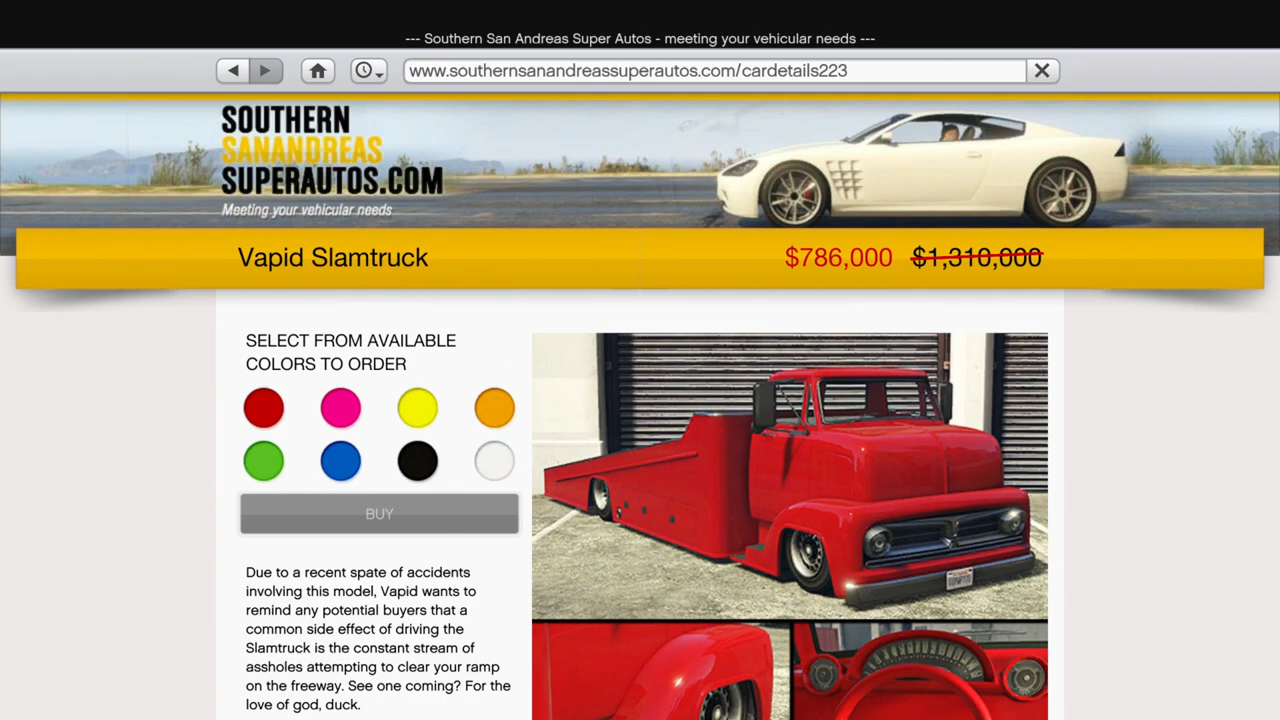 --- Southern San Andreas Super Autos - meeting your vehicular needs ---
www.southernsanandreassuperautos.com/cardetails223
SOUTHERN
SANANDREAS
SUPERAUTOS.COM
Meeting your vehicular needs
Vapid Slamtruck $786,000 $1,310,000
SELECT FROM AVAILABLE
COLORS TO ORDER
BUY
Due to a recent spate of accidents
involving this model, Vapid wants to
remind any potential buyers that a
common side effect of driving the
Slamtruck is the constant stream of
assholes attempting to clear your ramp
on the freeway. See one coming? For the
love of god, duck.